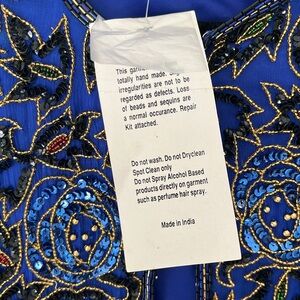 This
totally hand made.
irregularities are not to be
regarded as defects. Loss
of beads and sequins are
a normal occurance. Repair
Kit attached.
Do not wash. Do not Dryclean
Spot Clean only
Do not Spray Alcohol Based
products directly on garment
such as perfume hair spray.
Made in India